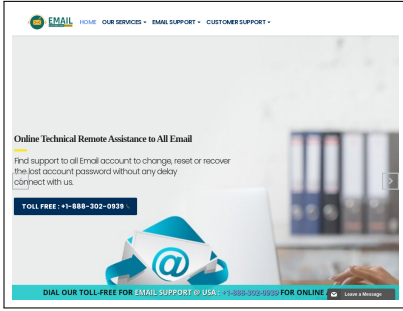 EMAIL HOME OUR SERVICES EMAIL SUPPORT CUSTOMER SUPPORT
Online Technical Remote Assistance to All Email
Find support to all Email account to change, reset or recover
the lost account password without any delay
connect with us.
TOLL FREE : +1-888-302-0939
@
DIAL OUR TOLL-FREE FOR EMAIL SUPPORT @ USA : +1-888-302-0939 FOR ONLINE
Leave a Message